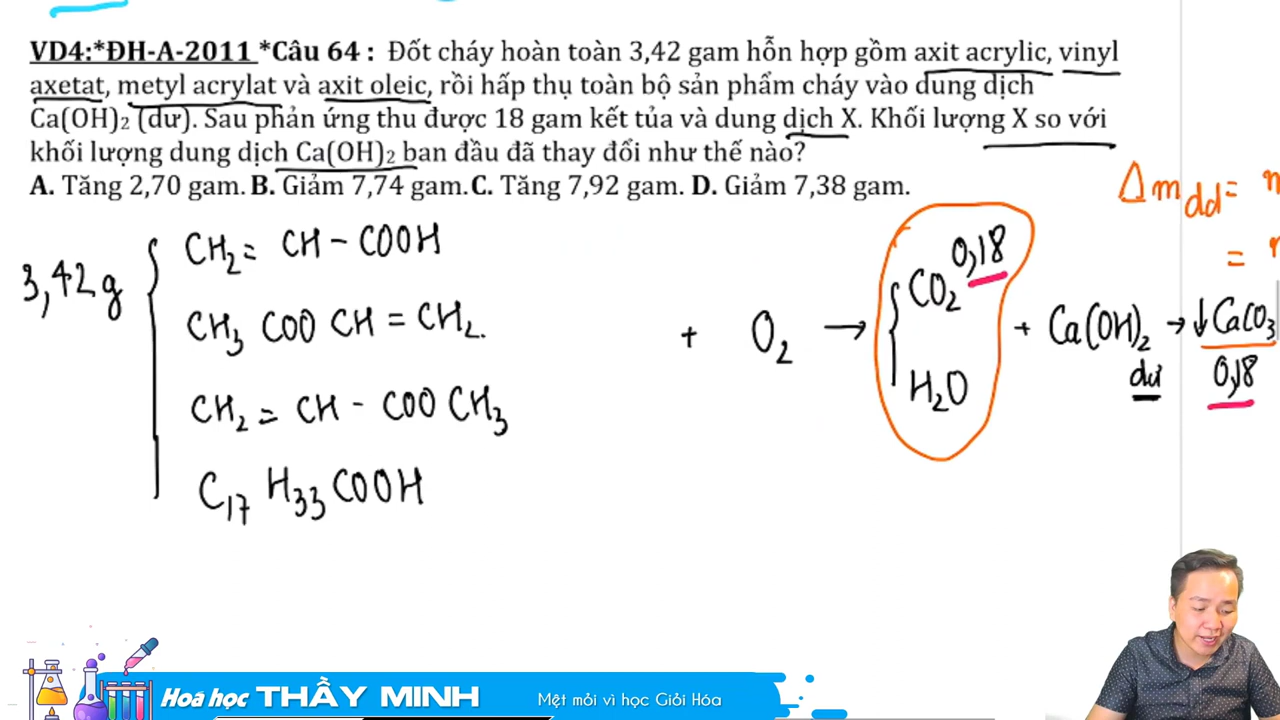 VD4:*ĐH-A-2011 *Câu 64 : Đốt cháy hoàn toàn 3,42 gam hỗn hợp gồm axit acrylic, vinyl
axetat, metyl acrylat và axit oleic, rồi hấp thụ toàn bộ sản phẩm cháy vào dung dịch
Ca(OH)₂ (dư). Sau phản ứng thu được 18 gam kết tủa và dung dịch X. Khối lượng X so với
khối lượng dung dịch Ca(OH)₂ ban đầu đã thay đổi như thế nào?
A. Tăng 2,70 gam. B. Giảm 7,74 gam. C. Tăng 7,92 gam. D. Giảm 7,38 gam.
Δm dd =
=
3,42g
CH₂ = CH - COOH
CH₃ COO CH = CH₂.
CH₂ = CH - COO CH₃
C₁₇ H₃₃ COOH
+ O₂ →
CO₂ 0,18
H₂O
+ Ca(OH)₂ → ↓ CaCO₃
dư
0,18
Hoá học THẦY MINH
Mệt mỏi vì học Giỏi Hóa